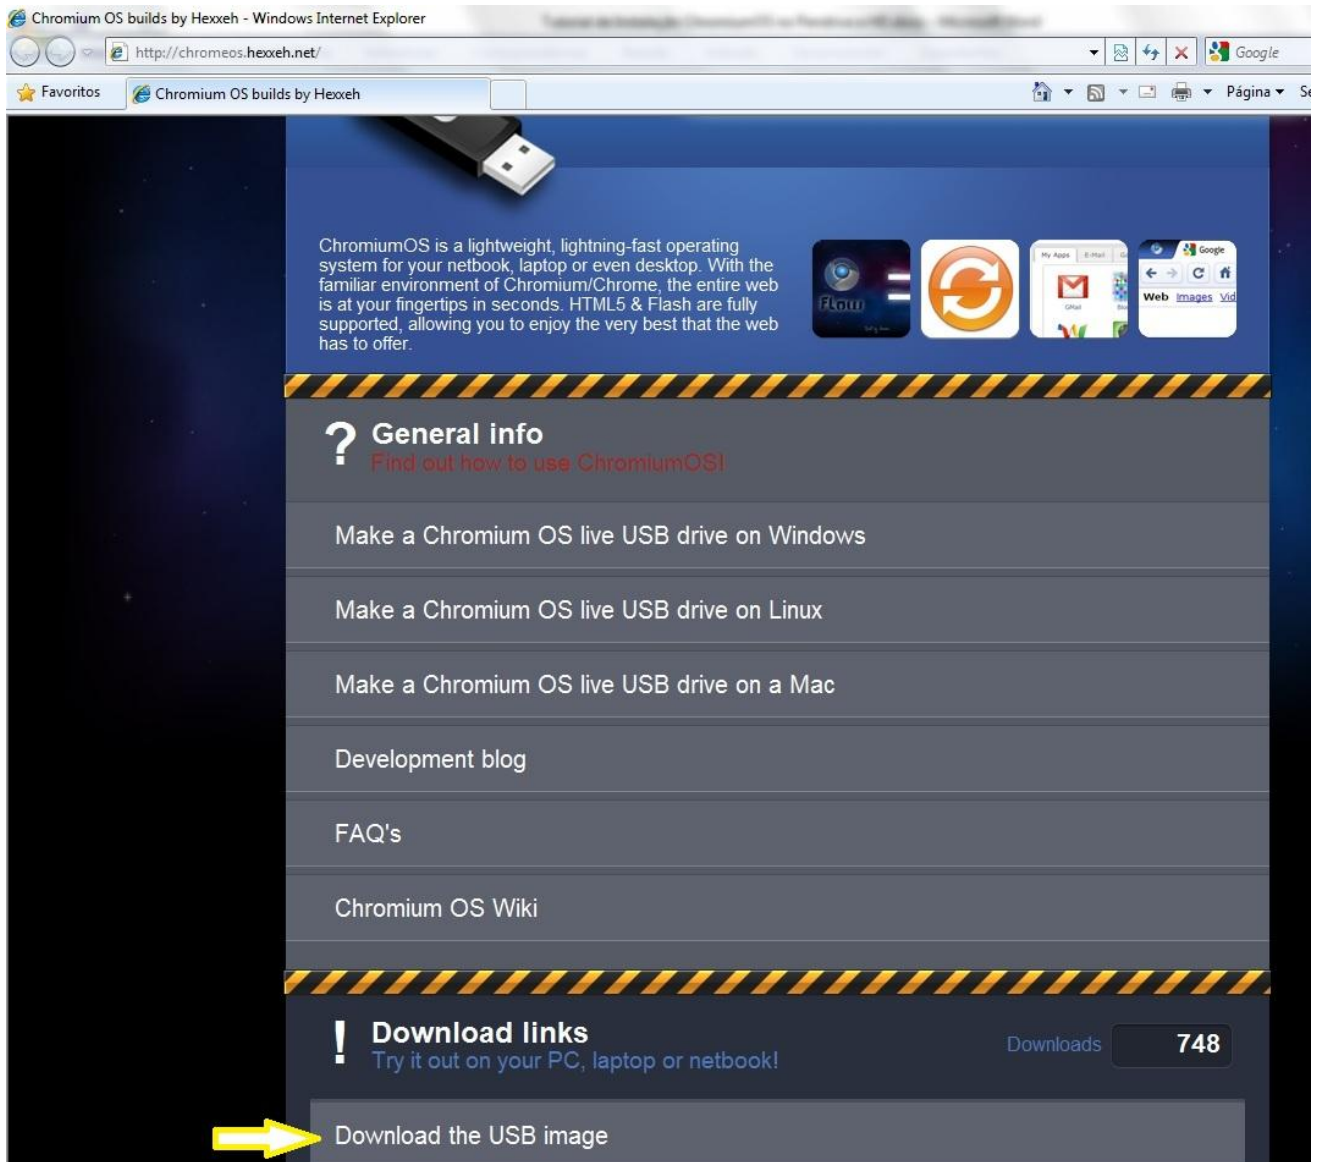 Chromium OS builds by Hexxeh - Windows Internet Explorer
http://chromeos.hexxeh.net/
Google
Favoritos
Chromium OS builds by Hexxeh
Página
ChromiumOS is a lightweight, lightning-fast operating
system for your netbook, laptop or even desktop. With the
familiar environment of Chromium/Chrome, the entire web
is at your fingertips in seconds. HTML5 & Flash are fully
supported, allowing you to enjoy the very best that the web
has to offer.
FLOW
My Apps E-Mail
GMail
Google
Web Images Vid
? General info
Find out how to use ChromiumOS!
Make a Chromium OS live USB drive on Windows
Make a Chromium OS live USB drive on Linux
Make a Chromium OS live USB drive on a Mac
Development blog
FAQ's
Chromium OS Wiki
! Download links
Try it out on your PC, laptop or netbook!
Downloads 748
Download the USB image